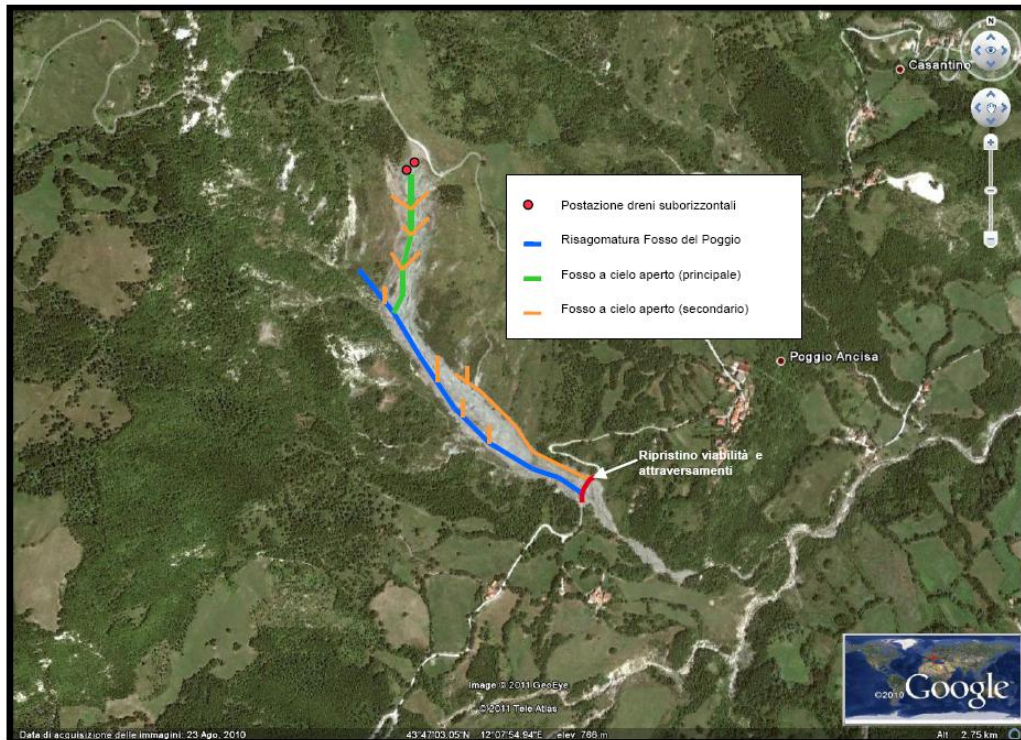 N
Casantino
Postazione dreni suborizzontali
Risagomatura Fosso del Poggio
Fosso a cielo aperto (principale)
Fosso a cielo aperto (secondario)
Poggio Ancisa
Ripristino viabilità e
attraversamenti
Image © 2011 GeoEye
© 2011 Tele Atlas
©2010 Google
Data di acquisizione delle immagini: 23 Ago, 2010
43°47'03.05"N 12°07'54.94"E elev 766 m
Alt 2.75 km